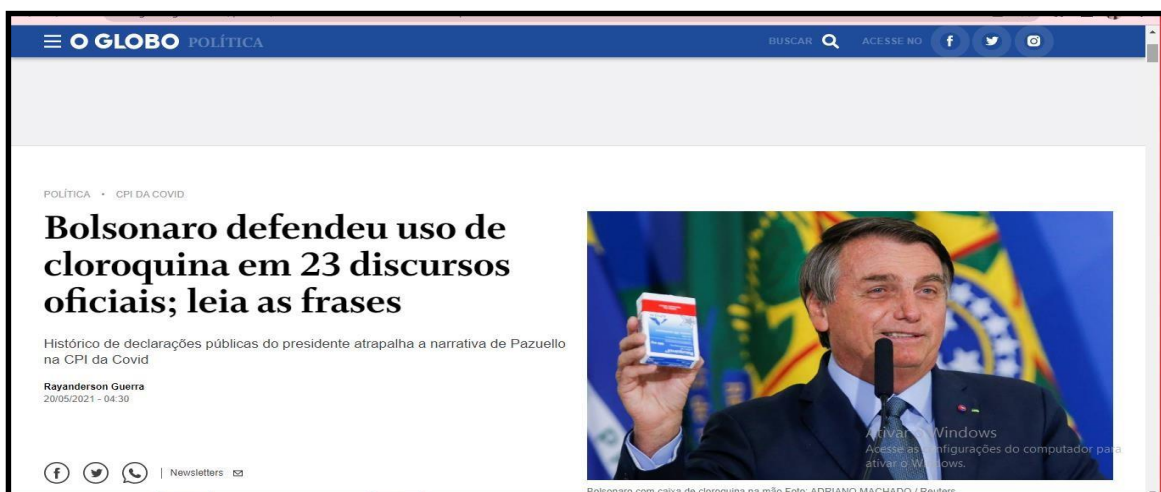 O GLOBO POLÍTICA
BUSCAR
ACESSE NO
POLÍTICA • CPI DA COVID
Bolsonaro defendeu uso de
cloroquina em 23 discursos
oficiais; leia as frases
Histórico de declarações públicas do presidente atrapalha a narrativa de Pazuello
na CPI da Covid
Rayanderson Guerra
20/05/2021 - 04:30
| Newsletters
Ativar o Windows
Acesse as configurações do computador para
ativar o Windows.
Bolsonaro com caixa de cloroquina na mão Foto: ADRIANO MACHADO / Reuters